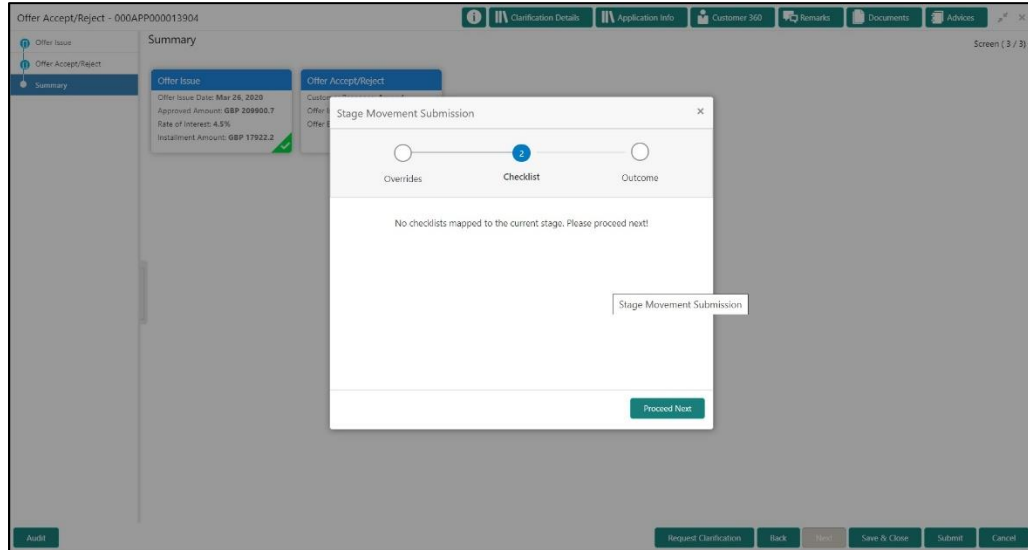 Offer Accept/Reject - 000APP000013904
Clarification Details
Application Info
Customer 360
Remarks
Documents
Advices
Offer Issue
Offer Accept/Reject
Summary
Summary
Screen ( 3 / 3)
Offer Issue
Offer Issue Date: Mar 26, 2020
Approved Amount: GBP 209900.7
Rate of Interest: 4.5%
Installment Amount: GBP 17922.2
Offer Accept/Reject
Offer
Offer
Stage Movement Submission
2
Overrides
Checklist
Outcome
No checklists mapped to the current stage. Please proceed next!
Stage Movement Submission
Proceed Next
Audit
Request Clarification
Back
Next
Save & Close
Submit
Cancel